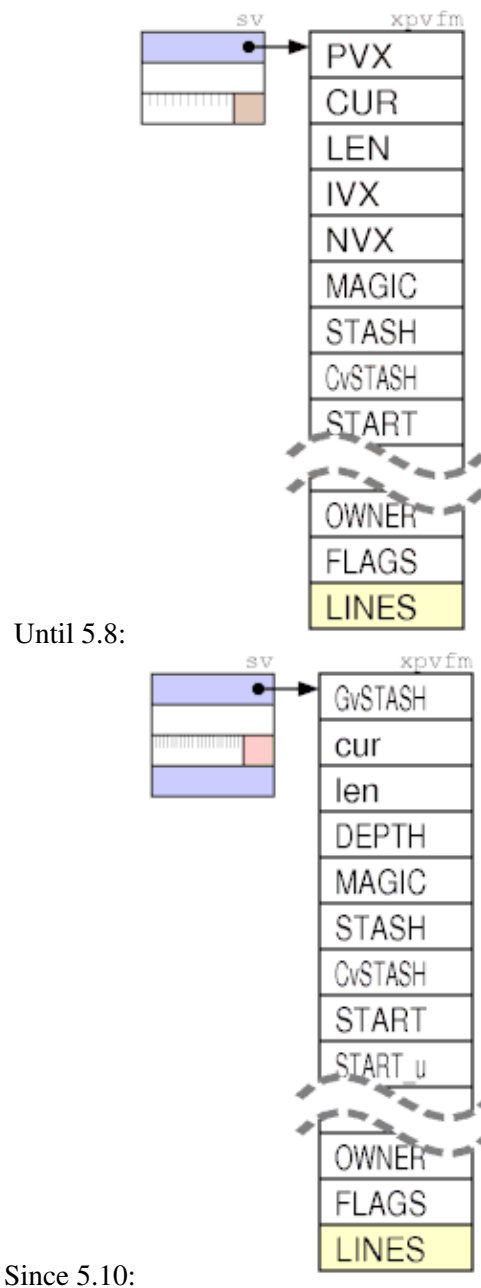 sv xpvfm
PVX
CUR
LEN
IVX
NVX
MAGIC
STASH
CvSTASH
START
OWNER
FLAGS
LINES
Until 5.8:
sv xpvfm
GvSTASH
cur
len
DEPTH
MAGIC
STASH
CvSTASH
START
START_u
OWNER
FLAGS
LINES
Since 5.10: